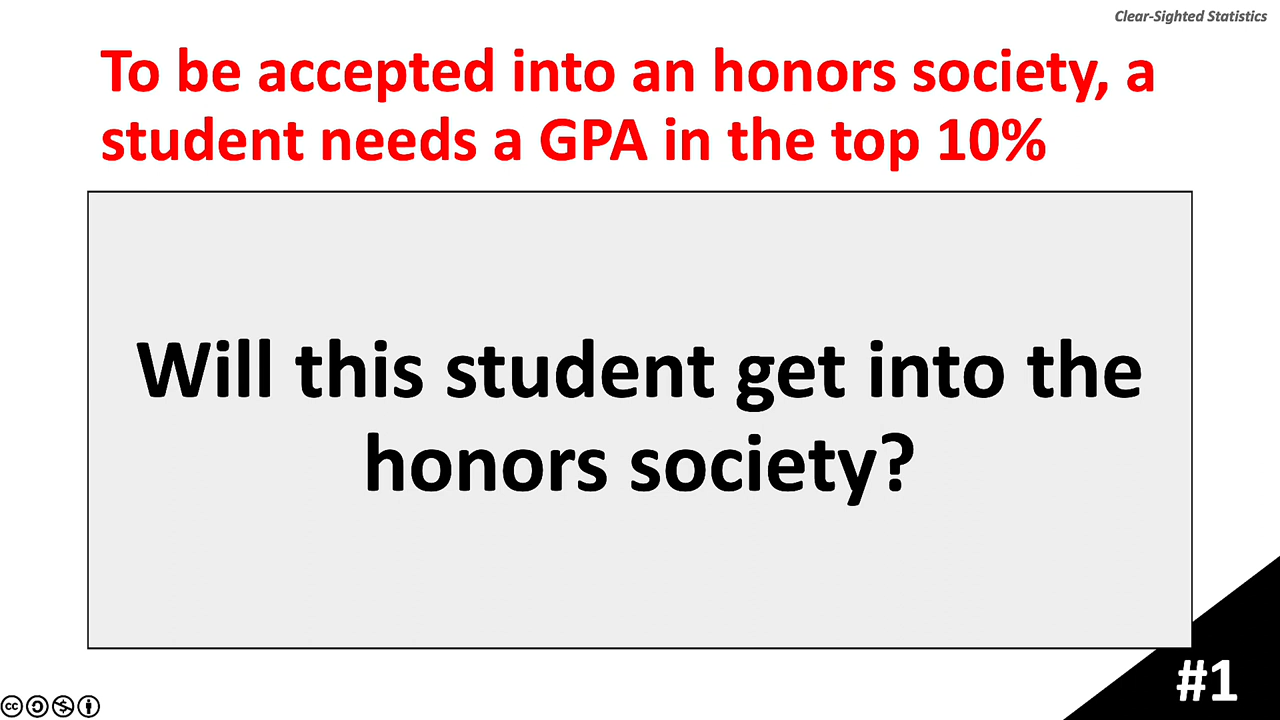 Clear-Sighted Statistics
To be accepted into an honors society, a
student needs a GPA in the top 10%
Will this student get into the
honors society?
#1